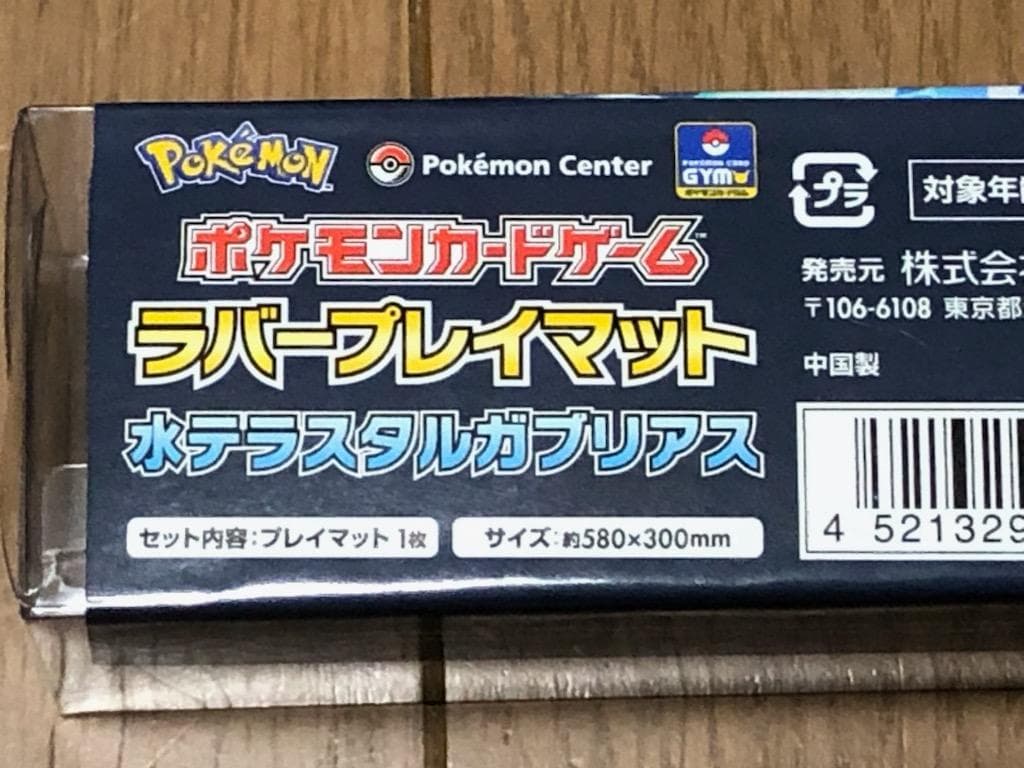 POKéMON
Pokémon Center
POKÉMON CARD
GYM
ポケモンカードジム
ポケモンカードゲーム™
ラバープレイマット
水テラスタルガブリアス
セット内容:プレイマット 1枚
サイズ:約580×300mm
プラ
対象年
発売元 株式会
〒106-6108 東京都
中国製
4 521329